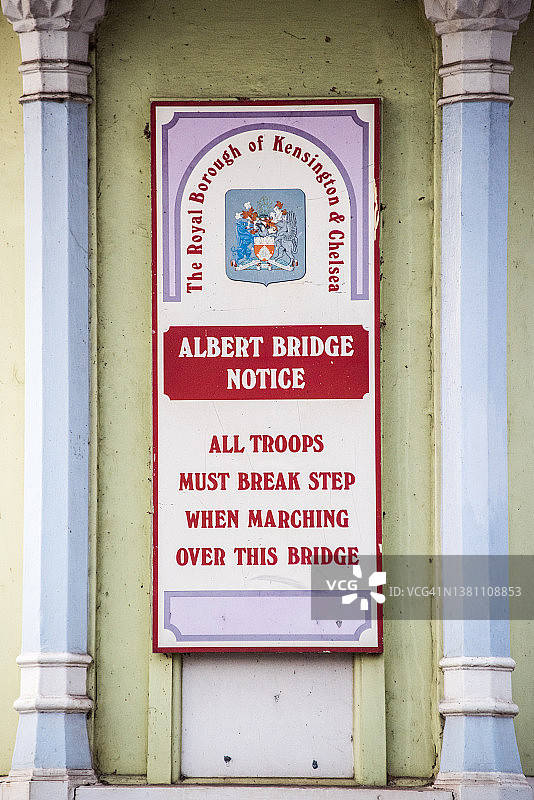 The Royal Borough of Kensington & Chelsea
ALBERT BRIDGE
NOTICE
ALL TROOPS
MUST BREAK STEP
WHEN MARCHING
OVER THIS BRIDGE
VCG
ID: VCG41N1381108853